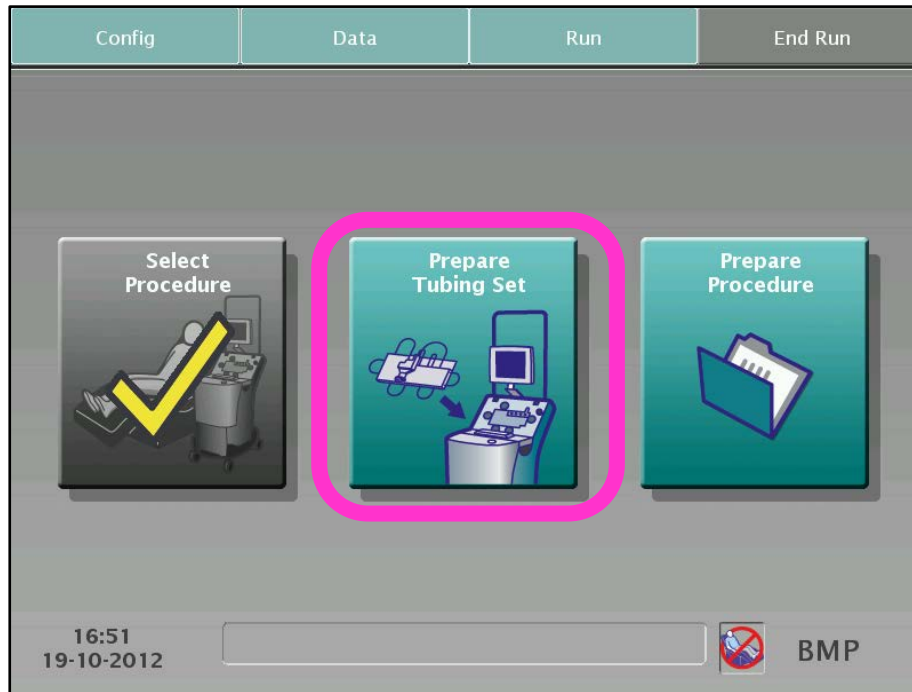 Config
Data
Run
End Run
Select
Procedure
Prepare
Tubing Set
Prepare
Procedure
16:51
19-10-2012
BMP